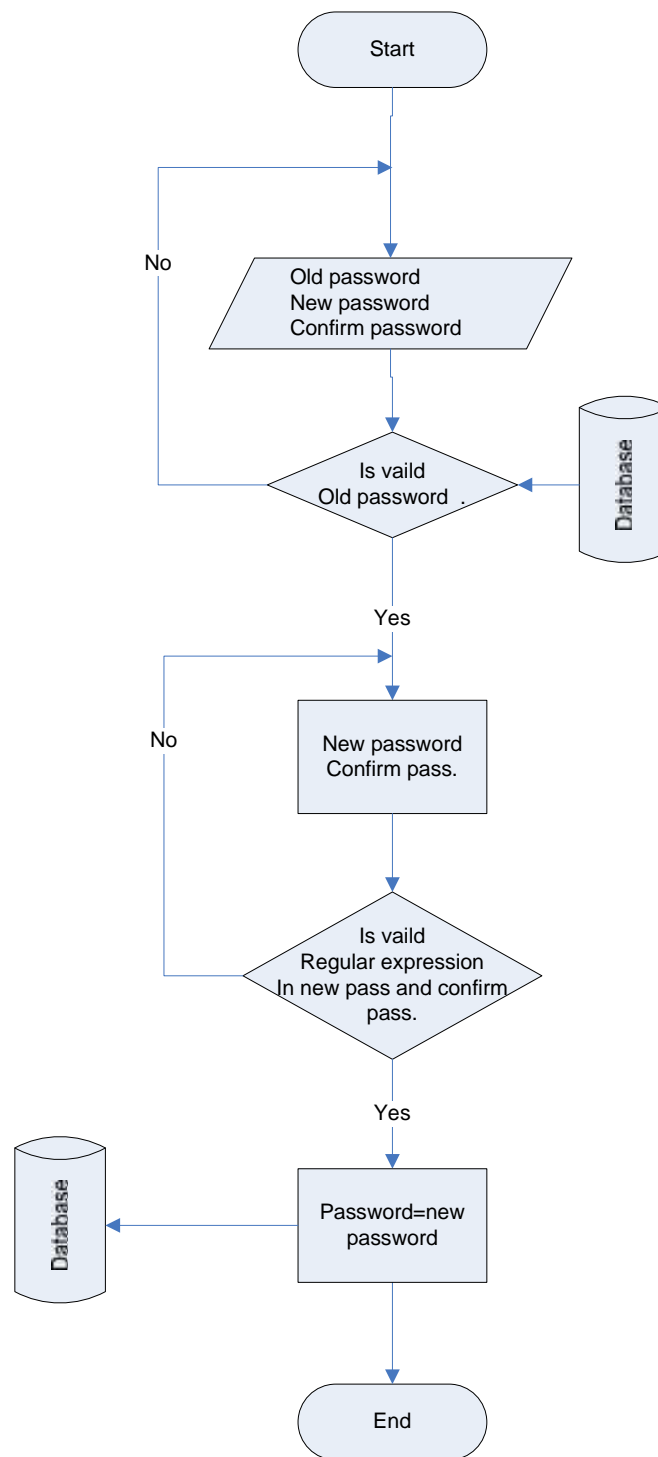 Start
No
Old password
New password
Confirm password
Is vaild
Old password .
Database
Yes
No
New password
Confirm pass.
Is vaild
Regular expression
In new pass and confirm
pass.
Yes
Database
Password=new
password
End